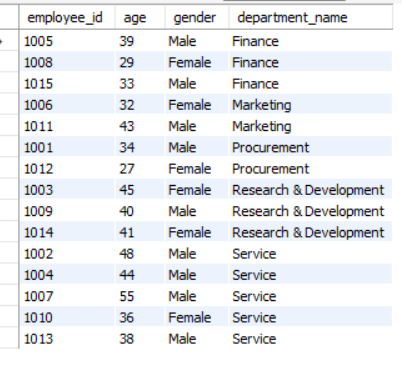 employee_id age gender department_name
1005 39 Male Finance
1008 29 Female Finance
1015 33 Male Finance
1006 32 Female Marketing
1011 43 Male Marketing
1001 34 Male Procurement
1012 27 Female Procurement
1003 45 Female Research & Development
1009 40 Male Research & Development
1014 41 Female Research & Development
1002 48 Male Service
1004 44 Male Service
1007 55 Male Service
1010 36 Female Service
1013 38 Male Service